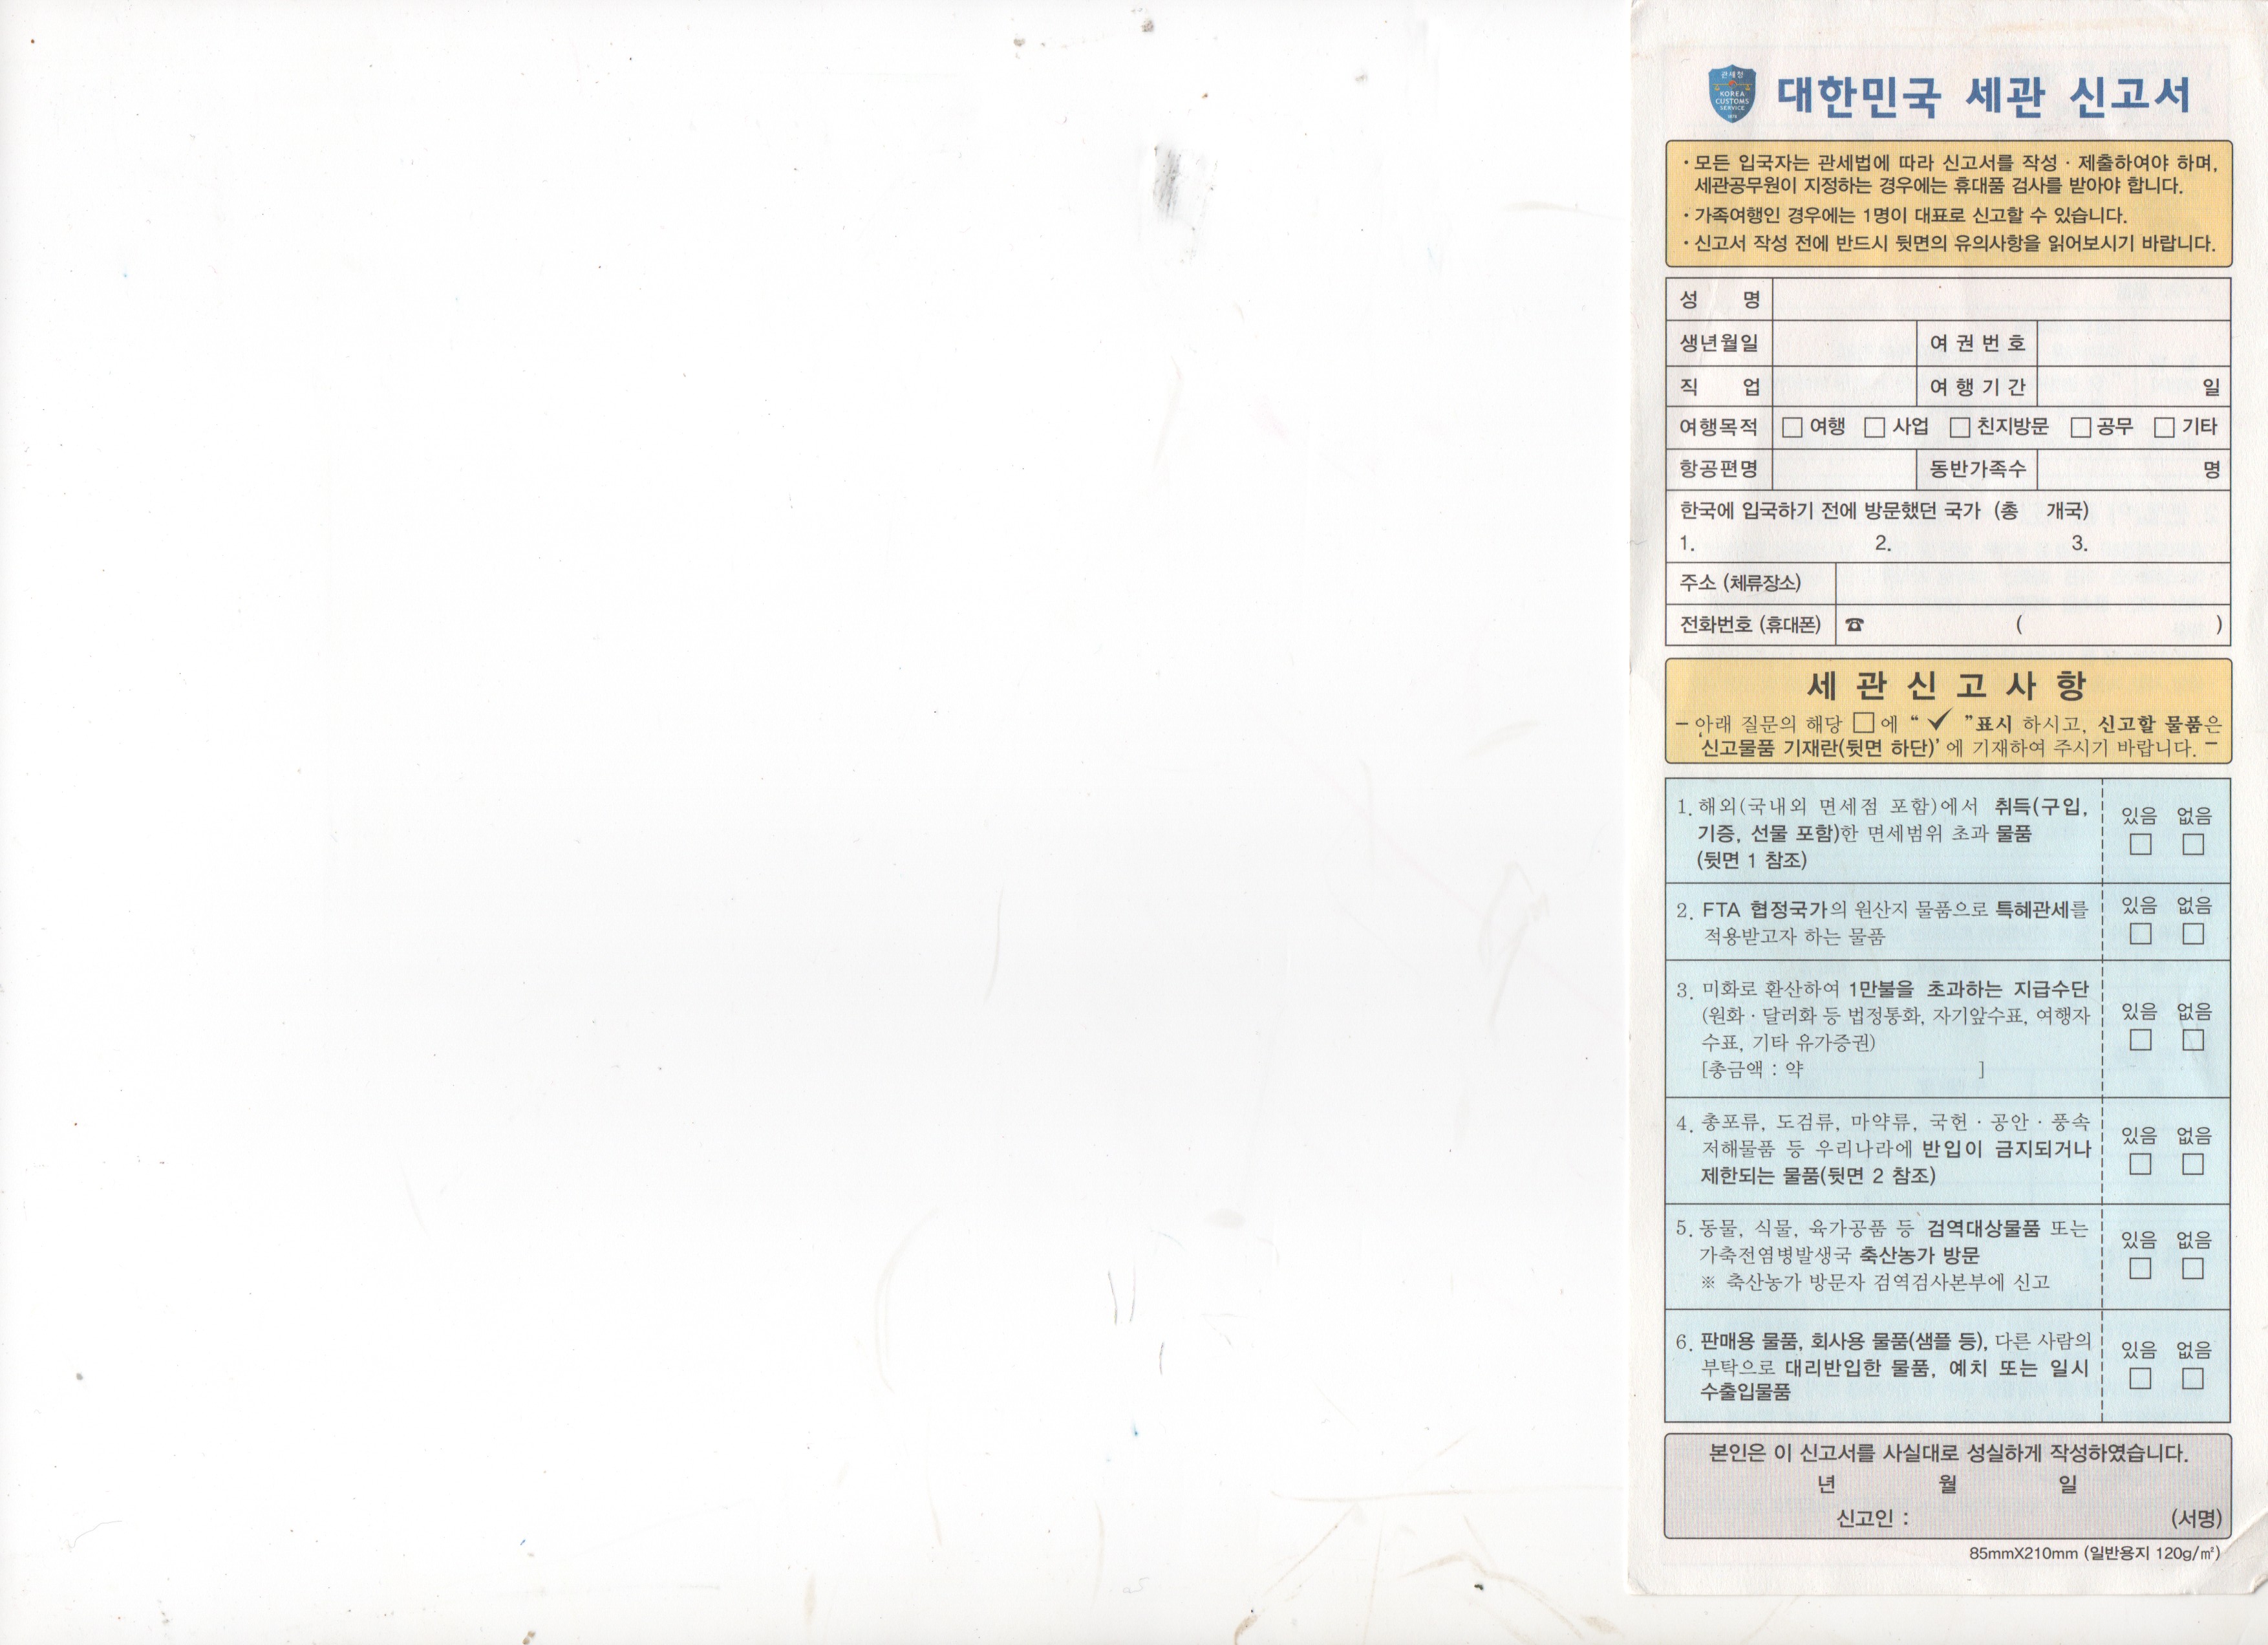 관세청
KOREA
CUSTOMS
SERVICE
대한민국 세관 신고서
· 모든 입국자는 관세법에 따라 신고서를 작성 · 제출하여야 하며,
세관공무원이 지정하는 경우에는 휴대품 검사를 받아야 합니다.
· 가족여행인 경우에는 1명이 대표로 신고할 수 있습니다.
· 신고서 작성 전에 반드시 뒷면의 유의사항을 읽어보시기 바랍니다.
성 명
생년월일 여 권 번 호
직 업 여 행 기 간 일
여행목적 □ 여행 □ 사업 □ 친지방문 □ 공무 □ 기타
항공편명 동반가족수 명
한국에 입국하기 전에 방문했던 국가 (총 개국)
1. 2. 3.
주소 (체류장소)
전화번호 (휴대폰) ☎ ( )
세 관 신 고 사 항
- 아래 질문의 해당 □에 “ ✓ ”표시 하시고, 신고할 물품은
‘신고물품 기재란(뒷면 하단)’에 기재하여 주시기 바랍니다. -
1. 해외(국내외 면세점 포함)에서 취득(구입, 있음 없음
기증, 선물 포함)한 면세범위 초과 물품 □ □
(뒷면 1 참조)
2. FTA 협정국가의 원산지 물품으로 특혜관세를 있음 없음
적용받고자 하는 물품 □ □
3. 미화로 환산하여 1만불을 초과하는 지급수단 있음 없음
(원화 · 달러화 등 법정통화, 자기앞수표, 여행자 □ □
수표, 기타 유가증권)
[총금액 : 약 ]
4. 총포류, 도검류, 마약류, 국헌 · 공안 · 풍속 있음 없음
저해물품 등 우리나라에 반입이 금지되거나 □ □
제한되는 물품(뒷면 2 참조)
5. 동물, 식물, 육가공품 등 검역대상물품 또는 있음 없음
가축전염병발생국 축산농가 방문 □ □
※ 축산농가 방문자 검역검사본부에 신고
6. 판매용 물품, 회사용 물품(샘플 등), 다른 사람의 있음 없음
부탁으로 대리반입한 물품, 예치 또는 일시 □ □
수출입물품
본인은 이 신고서를 사실대로 성실하게 작성하였습니다.
년 월 일
신고인 : (서명)
85mmX210mm (일반용지 120g/㎡)